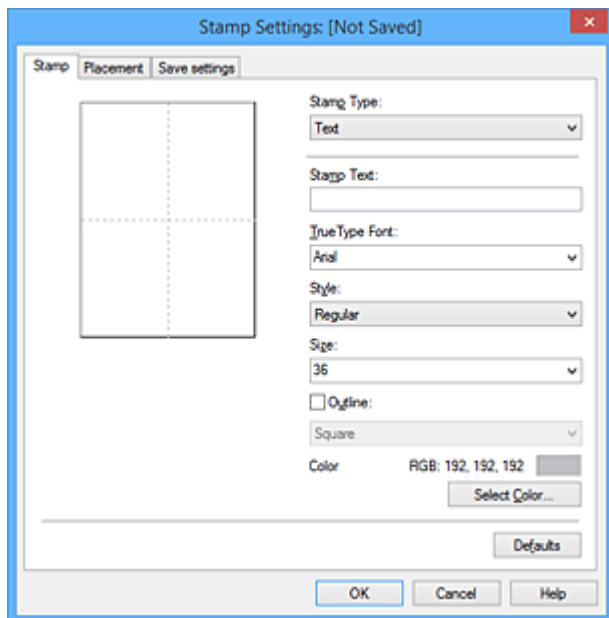 Stamp Settings: [Not Saved]
Stamp Placement Save settings
Stamp Type:
Text
Stamp Text:
TrueType Font:
Arial
Style:
Regular
Size:
36
Outline:
Square
Color RGB: 192, 192, 192
Select Color...
Defaults
OK Cancel Help